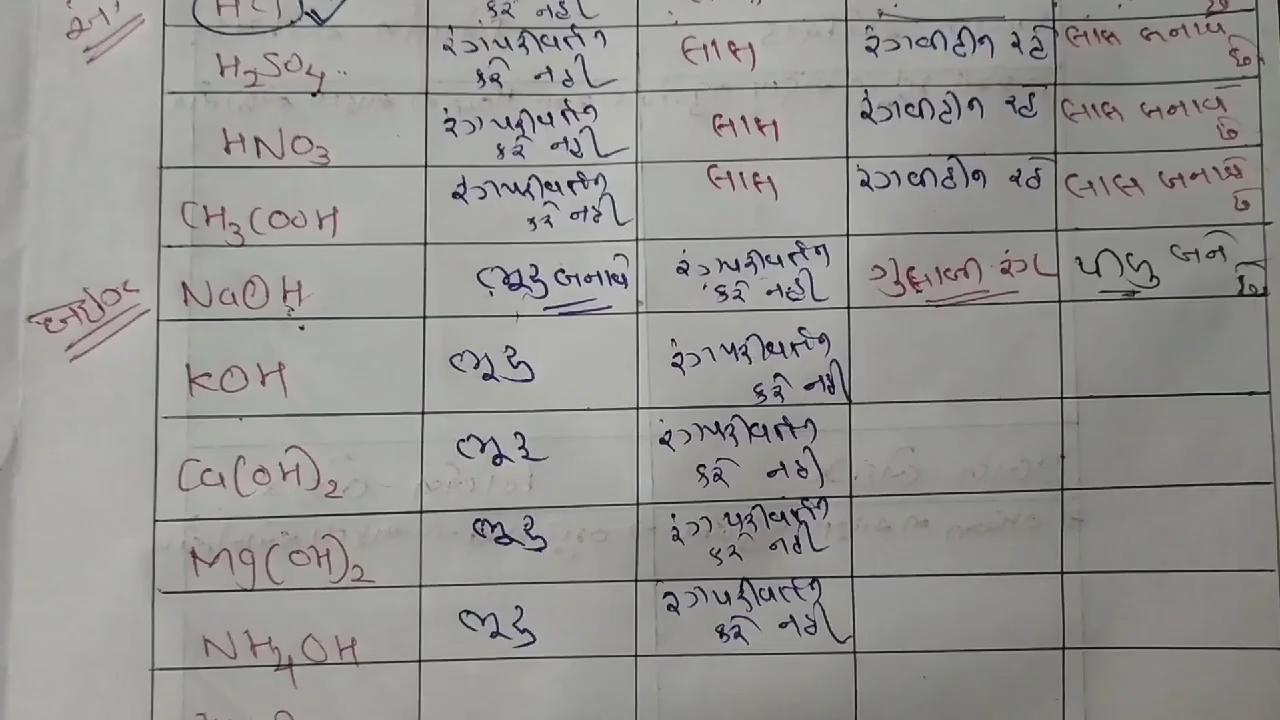 HCl
કરે નહી
H₂SO₄
રંગપરીવર્તન
કરે નહી
લાલ
રંગવાહીન રહે
લાલ બનાવે
છે
HNO₃
રંગપરીવર્તન
કરે નહી
લાલ
રંગવાહીન રહે
લાલ બનાવે
છે
CH₃COOH
રંગપરીવર્તન
કરે નહી
લાલ
રંગવાહીન રહે
લાલ બનાવે
છે
NaOH
ભૂરુ બનાવે
રંગપરીવર્તન
કરે નહી
ગુલાબી રંગ
પીળુ બને
છે
KOH
ભૂરુ
રંગપરીવર્તન
કરે નહી
Ca(OH)₂
ભૂરુ
રંગપરીવર્તન
કરે નહી
Mg(OH)₂
ભૂરુ
રંગપરીવર્તન
કરે નહી
NH₄OH
ભૂરુ
રંગપરીવર્તન
કરે નહી